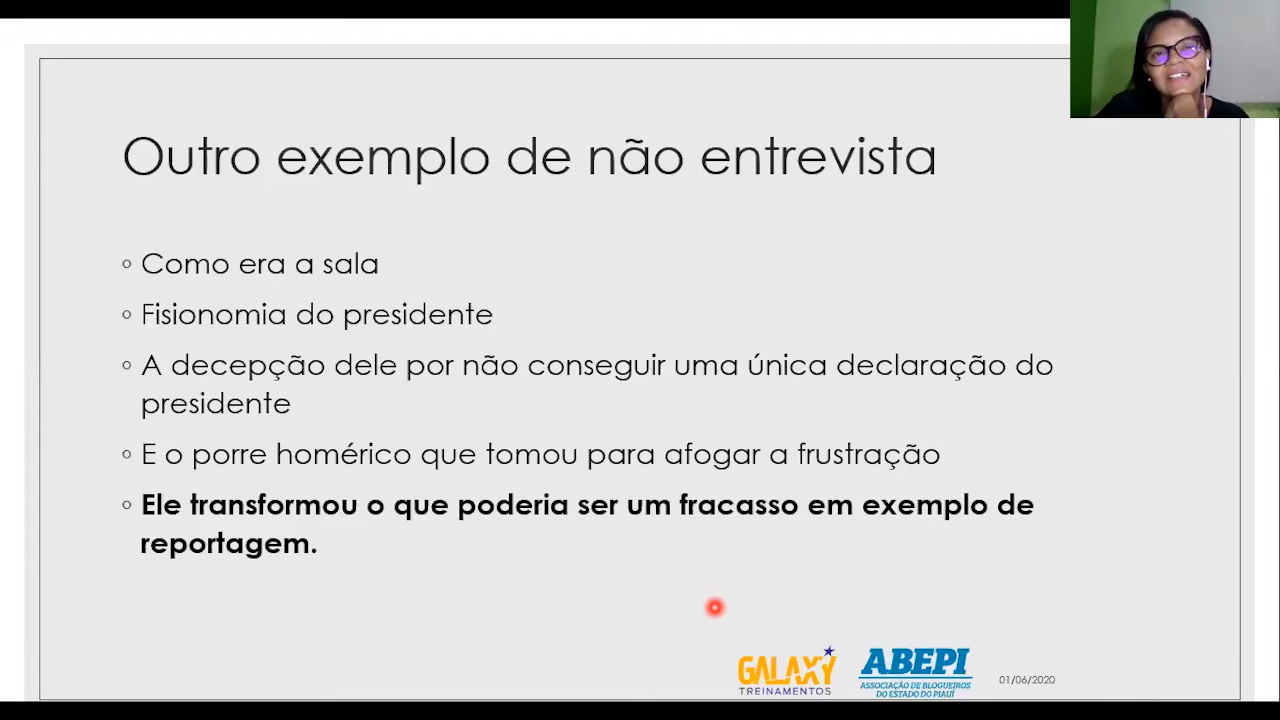 Outro exemplo de não entrevista
◦ Como era a sala
◦ Fisionomia do presidente
◦ A decepção dele por não conseguir uma única declaração do
presidente
◦ E o porre homérico que tomou para afogar a frustração
◦ Ele transformou o que poderia ser um fracasso em exemplo de
reportagem.
GALAXY
TREINAMENTOS
ABEPI
ASSOCIAÇÃO DE BLOGUEIROS
DO ESTADO DO PIAUÍ
01/06/2020